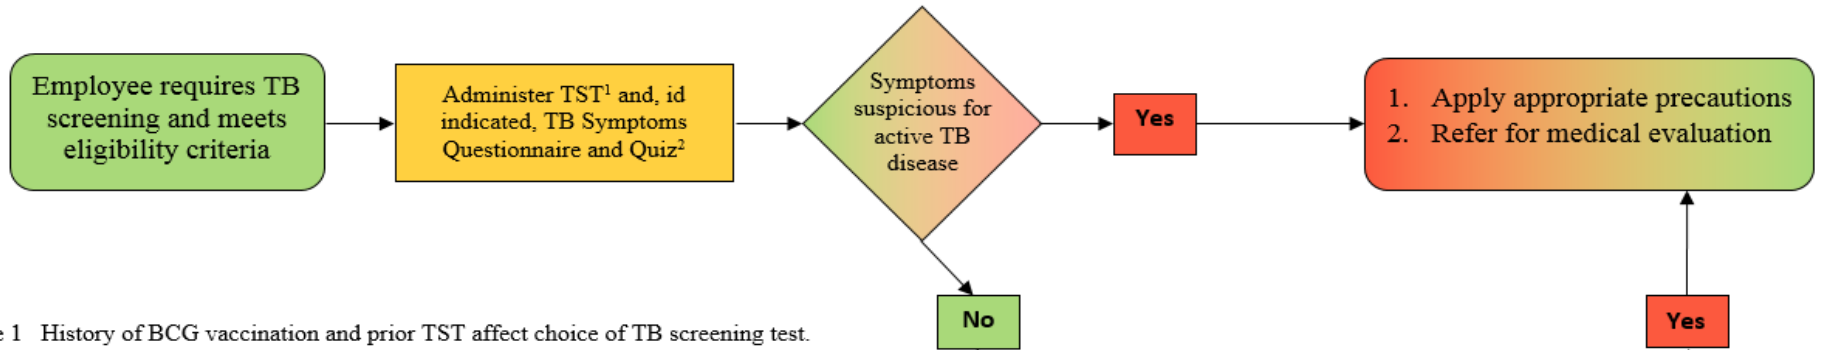 Employee requires TB
screening and meets
eligibility criteria
Administer TST¹ and, id
indicated, TB Symptoms
Questionnaire and Quiz²
Symptoms
suspicious for
active TB
disease
Yes
1. Apply appropriate precautions
2. Refer for medical evaluation
No
Yes
1 History of BCG vaccination and prior TST affect choice of TB screening test.